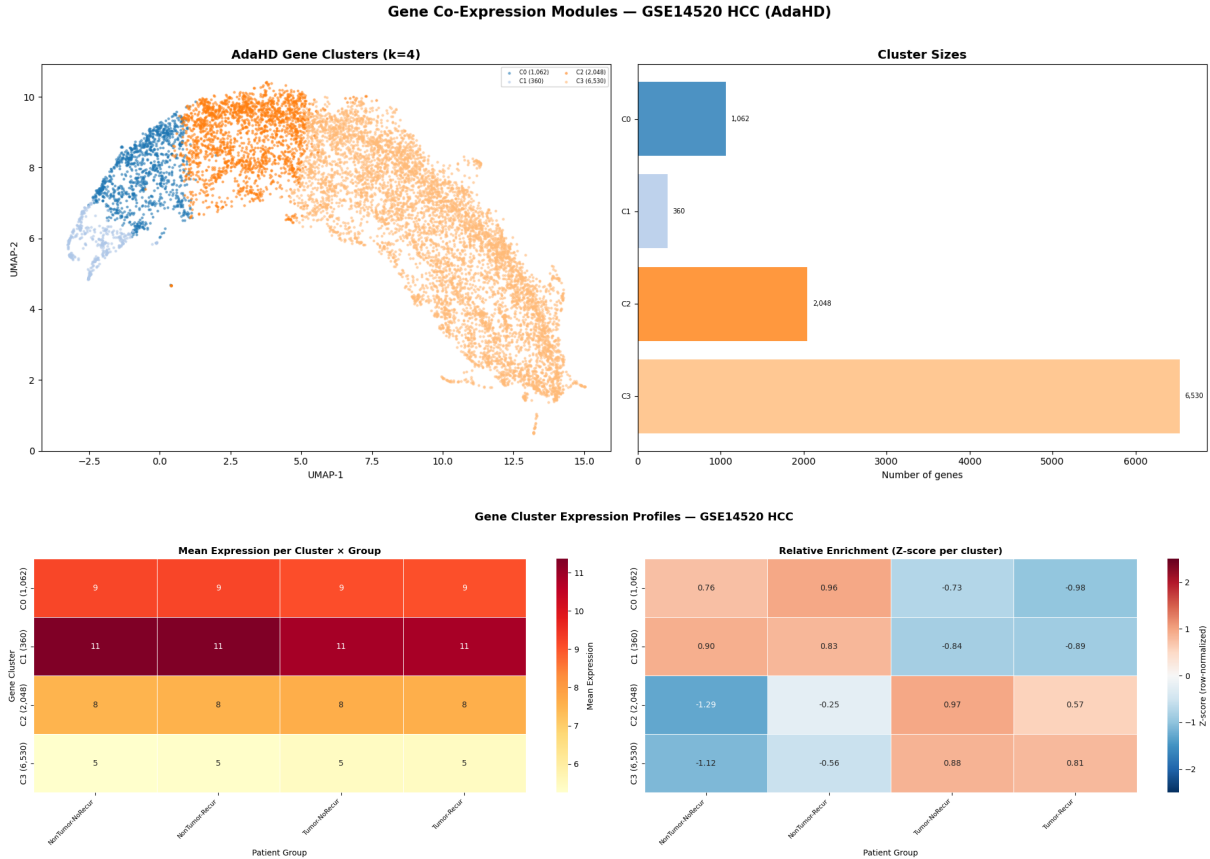 Gene Co-Expression Modules — GSE14520 HCC (AdaHD)
AdaHD Gene Clusters (k=4)
C0 (1,062)
C1 (360)
C2 (2,048)
C3 (6,530)
10
8
6
4
2
0
UMAP-2
−2.5
0.0
2.5
5.0
7.5
10.0
12.5
15.0
UMAP-1
Cluster Sizes
C0
1,062
C1
360
C2
2,048
C3
6,530
0
1000
2000
3000
4000
5000
6000
Number of genes
Gene Cluster Expression Profiles — GSE14520 HCC
Mean Expression per Cluster × Group
Gene Cluster
C0 (1,062)
9 9 9 9
C1 (360)
11 11 11 11
C2 (2,048)
8 8 8 8
C3 (6,530)
5 5 5 5
NonTumor-NoRecur
NonTumor-Recur
Tumor-NoRecur
Tumor-Recur
Patient Group
11
10
9
8
7
6
Mean Expression
Relative Enrichment (Z-score per cluster)
C0 (1,062)
0.76 0.96 -0.73 -0.98
C1 (360)
0.90 0.83 -0.84 -0.89
C2 (2,048)
-1.29 -0.25 0.97 0.57
C3 (6,530)
-1.12 -0.56 0.88 0.81
NonTumor-NoRecur
NonTumor-Recur
Tumor-NoRecur
Tumor-Recur
Patient Group
2
1
0
−1
−2
Z-score (row-normalized)